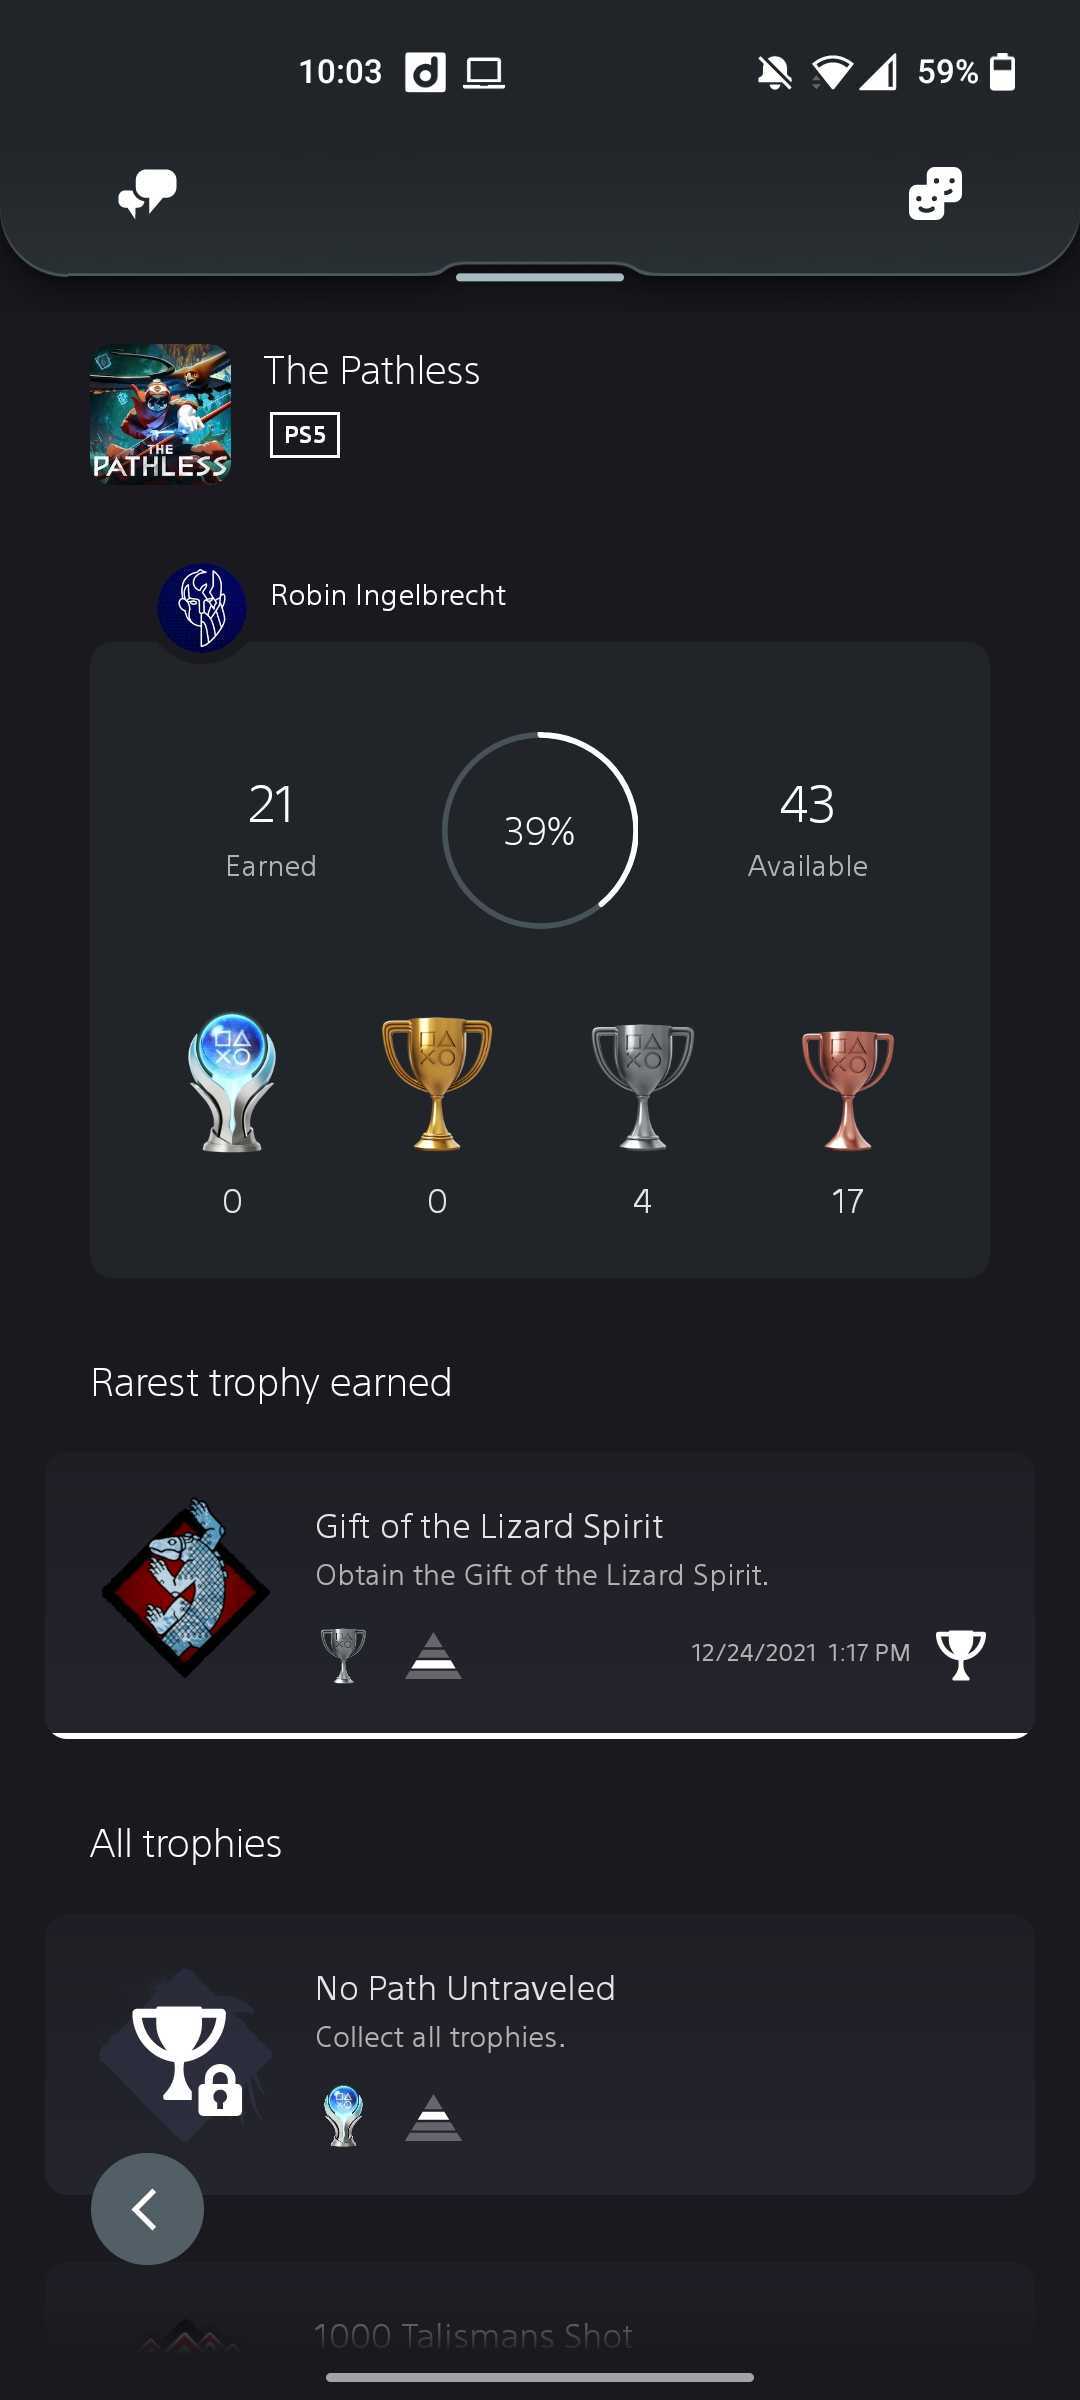 10:03
59%
The Pathless
PS5
THE
PATHLESS
Robin Ingelbrecht
21
Earned
39%
43
Available
0
0
4
17
Rarest trophy earned
Gift of the Lizard Spirit
Obtain the Gift of the Lizard Spirit.
12/24/2021 1:17 PM
All trophies
No Path Untraveled
Collect all trophies.
1000 Talismans Shot